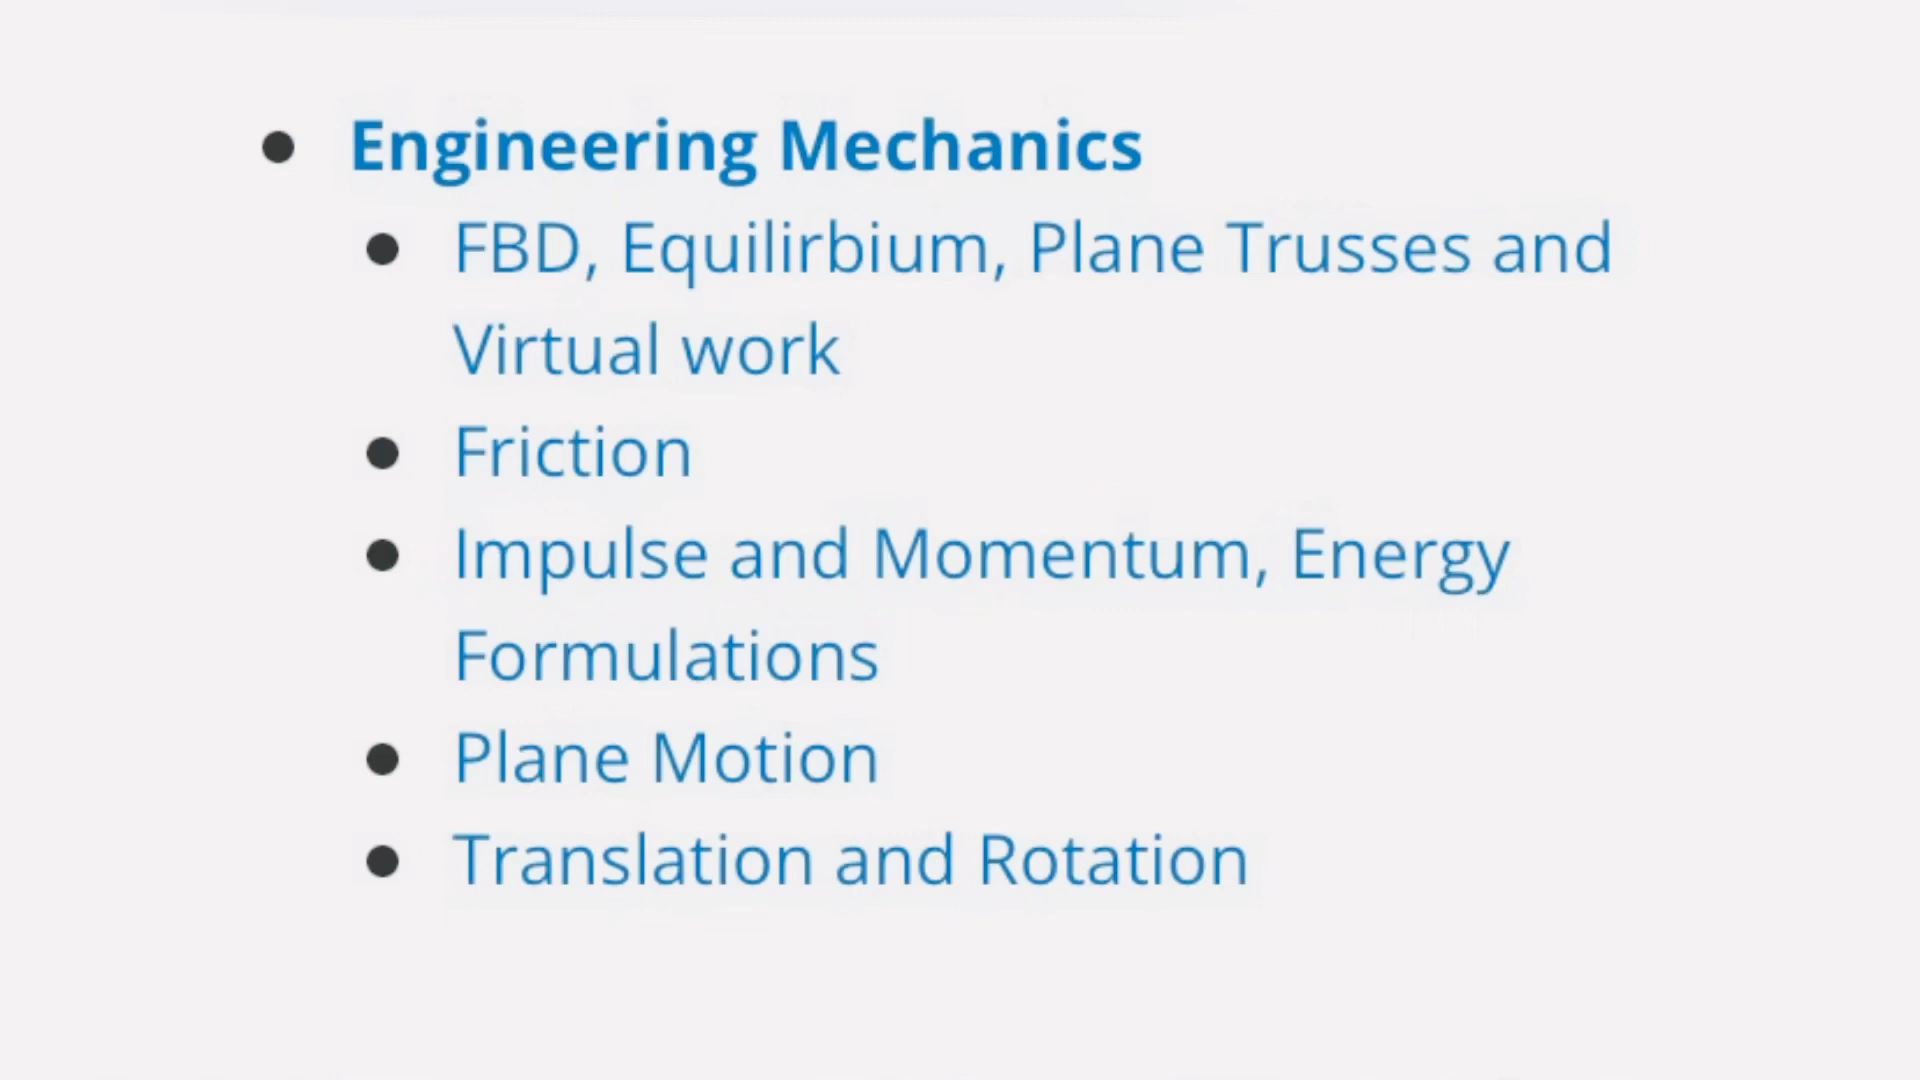 Engineering Mechanics
FBD, Equilirbium, Plane Trusses and
Virtual work
Friction
Impulse and Momentum, Energy
Formulations
Plane Motion
Translation and Rotation